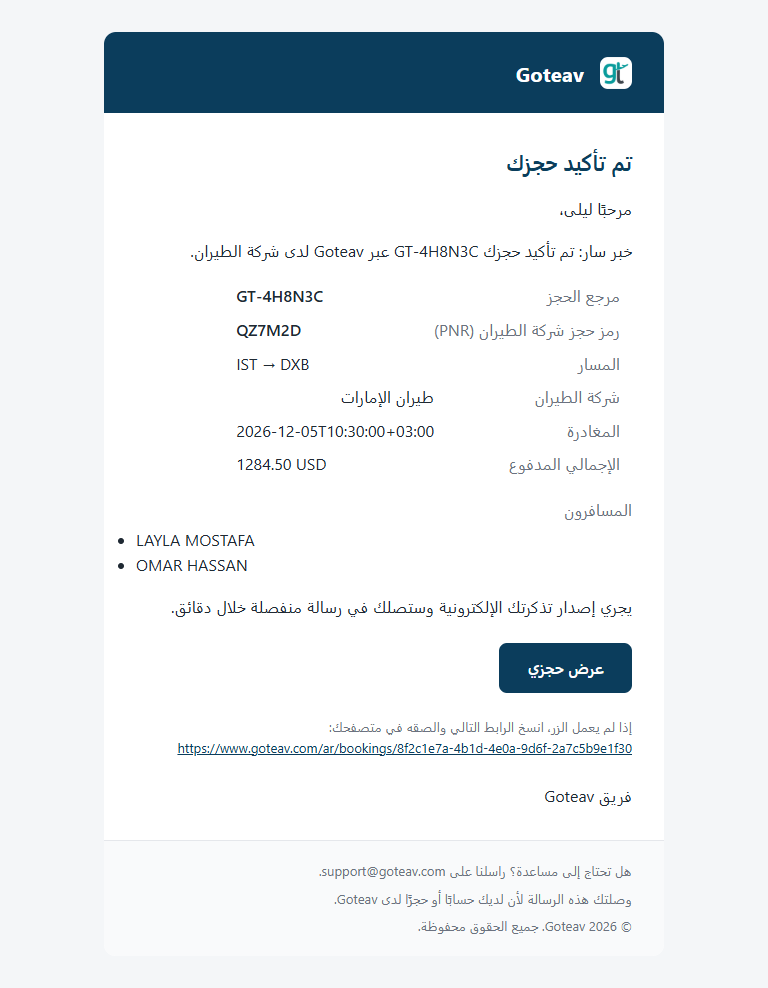 Goteav
تم تأكيد حجزك
مرحبًا ليلى،
خبر سار: تم تأكيد حجزك GT-4H8N3C عبر Goteav لدى شركة الطيران.
مرجع الحجز GT-4H8N3C
رمز حجز شركة الطيران (PNR) QZ7M2D
المسار IST → DXB
شركة الطيران طيران الإمارات
المغادرة 2026-12-05T10:30:00+03:00
الإجمالي المدفوع 1284.50 USD
المسافرون
• LAYLA MOSTAFA
• OMAR HASSAN
يجري إصدار تذكرتك الإلكترونية وستصلك في رسالة منفصلة خلال دقائق.
عرض حجزي
إذا لم يعمل الزر، انسخ الرابط التالي والصقه في متصفحك:
https://www.goteav.com/ar/bookings/8f2c1e7a-4b1d-4e0a-9d6f-2a7c5b9e1f30
فريق Goteav
هل تحتاج إلى مساعدة؟ راسلنا على support@goteav.com.
وصلتك هذه الرسالة لأن لديك حسابًا أو حجزًا لدى Goteav.
© 2026 Goteav. جميع الحقوق محفوظة.